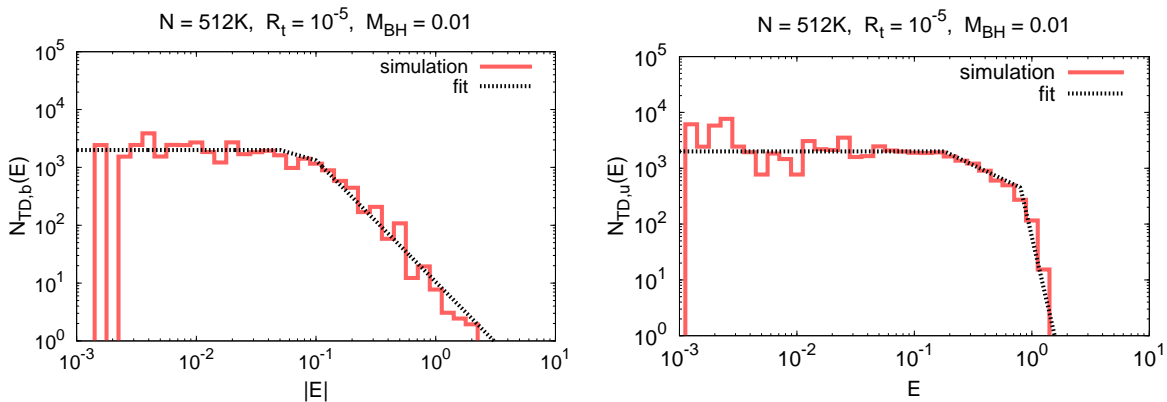 N = 512K, R_t = 10^-5, M_BH = 0.01
simulation
fit
N_TD,b(E)
10^5
10^4
10^3
10^2
10^1
10^0
10^-3 10^-2 10^-1 10^0 10^1
|E|
N = 512K, R_t = 10^-5, M_BH = 0.01
simulation
fit
N_TD,u(E)
10^5
10^4
10^3
10^2
10^1
10^0
10^-3 10^-2 10^-1 10^0 10^1
E